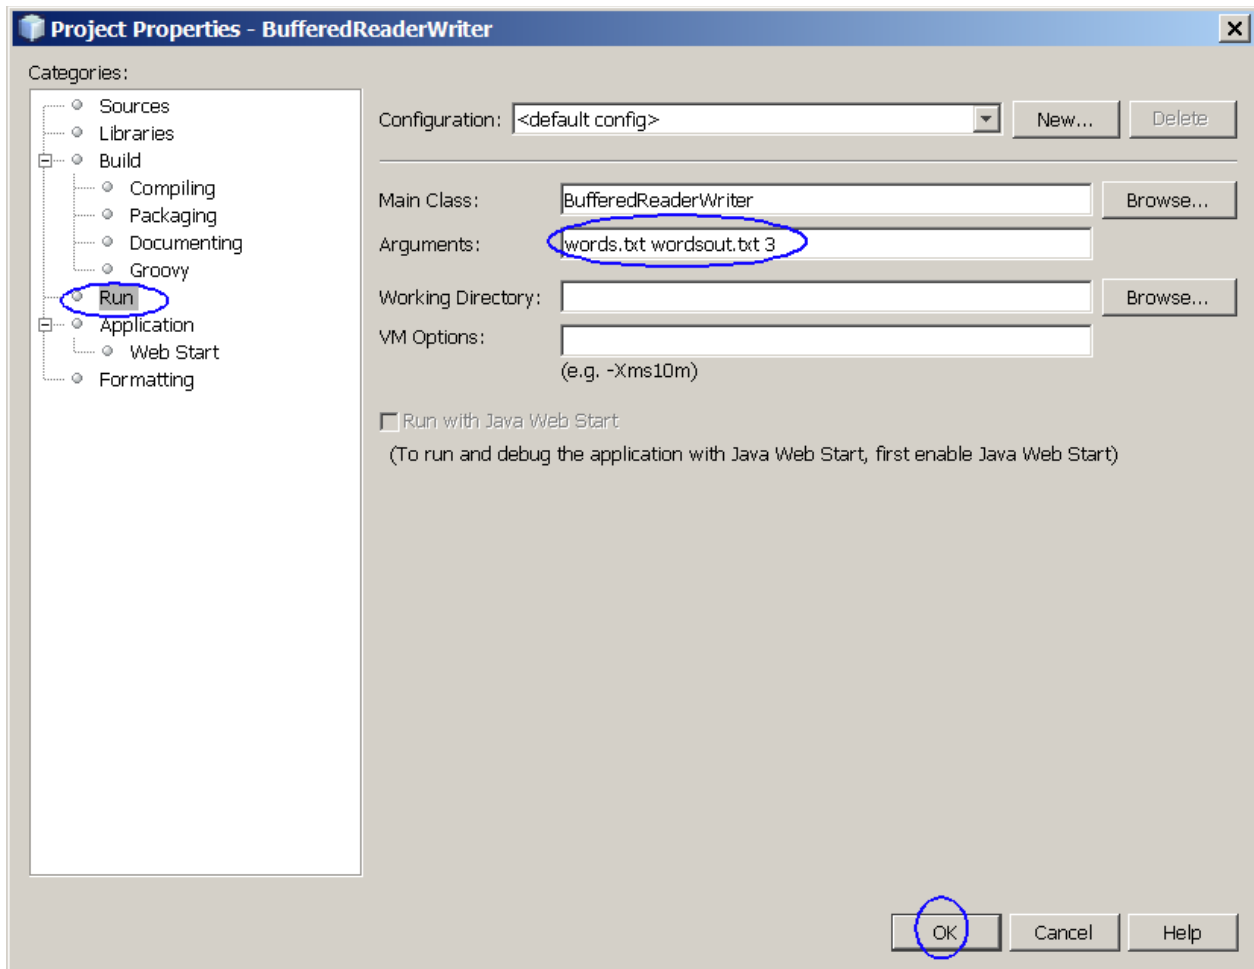 Project Properties - BufferedReaderWriter
Categories:
Sources
Libraries
Build
Compiling
Packaging
Documenting
Groovy
Run
Application
Web Start
Formatting
Configuration: <default config> New... Delete
Main Class: BufferedReaderWriter Browse...
Arguments: words.txt wordsout.txt 3
Working Directory: Browse...
VM Options:
(e.g. -Xms10m)
Run with Java Web Start
(To run and debug the application with Java Web Start, first enable Java Web Start)
OK Cancel Help